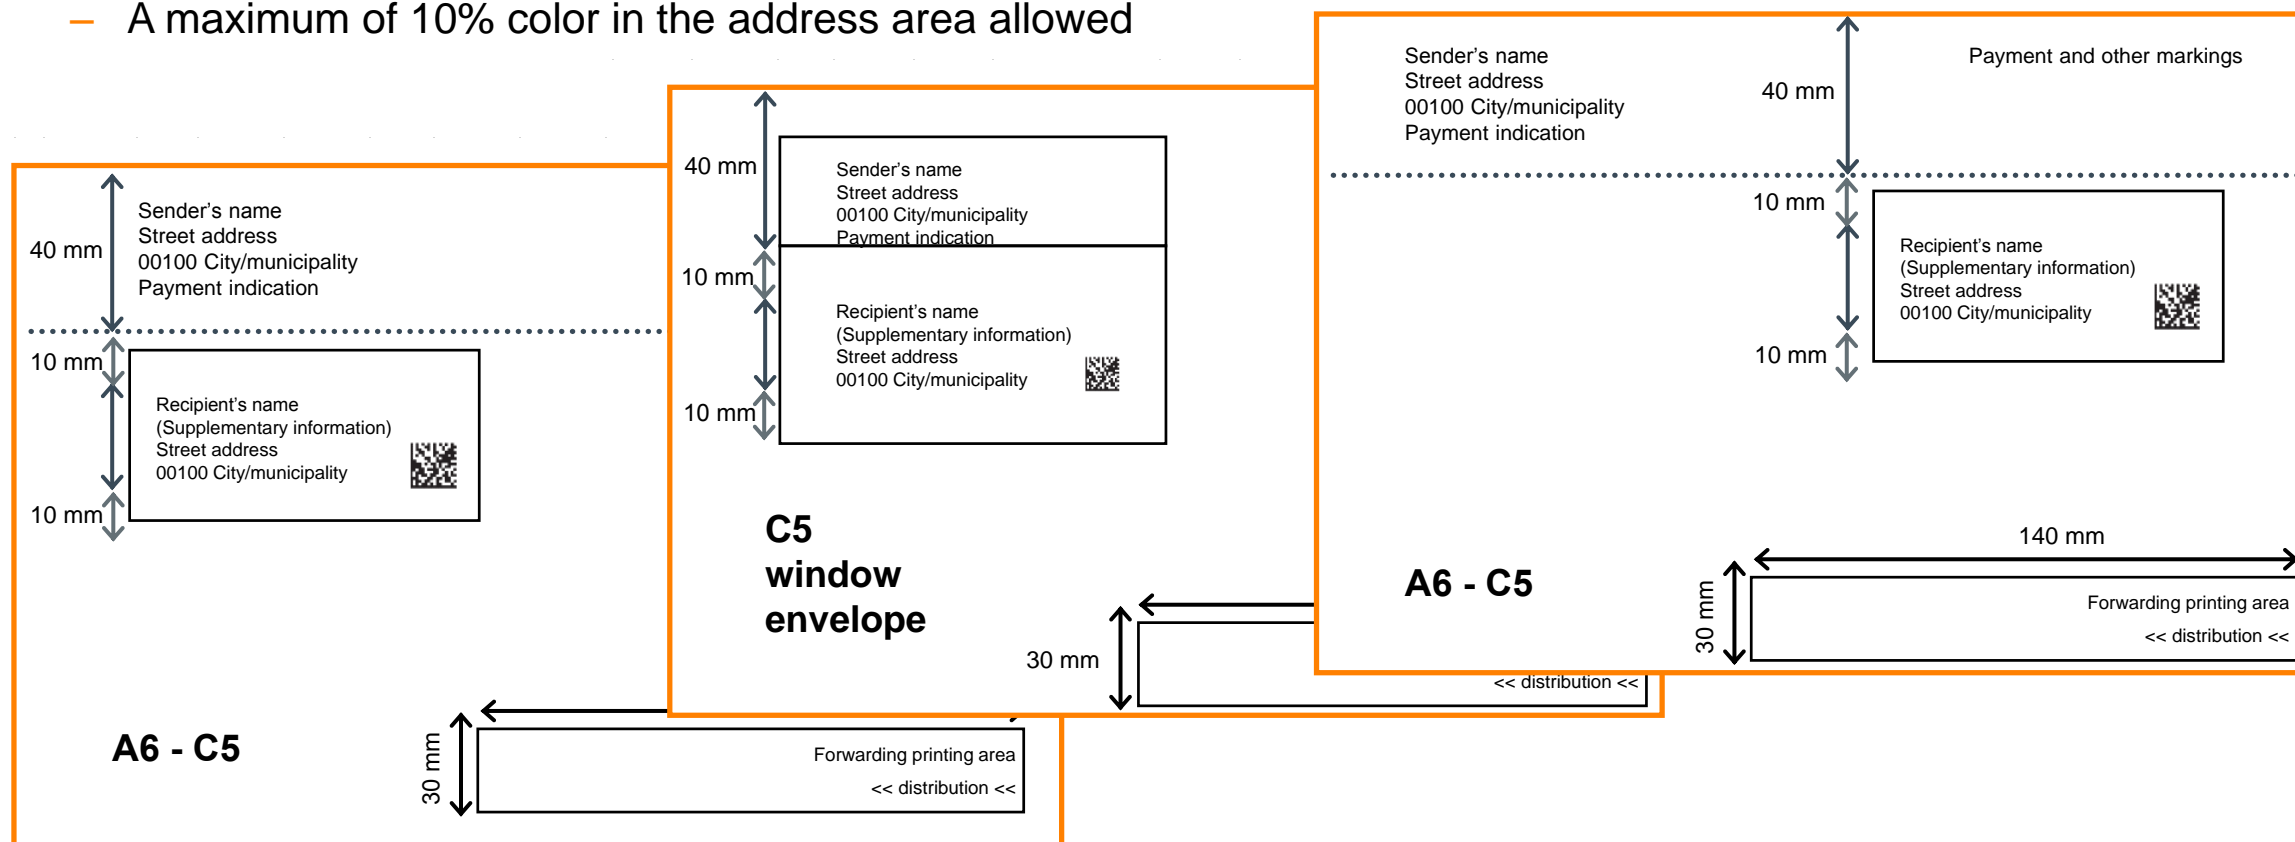 – A maximum of 10% color in the address area allowed
40 mm
Sender's name
Street address
00100 City/municipality
Payment indication
10 mm
Recipient's name
(Supplementary information)
Street address
00100 City/municipality
10 mm
A6 - C5
30 mm
Forwarding printing area
<< distribution <<
40 mm
Sender's name
Street address
00100 City/municipality
Payment indication
10 mm
Recipient's name
(Supplementary information)
Street address
00100 City/municipality
10 mm
C5
window
envelope
30 mm
<< distribution <<
Sender's name
Street address
00100 City/municipality
Payment indication
40 mm
Payment and other markings
10 mm
Recipient's name
(Supplementary information)
Street address
00100 City/municipality
10 mm
A6 - C5
140 mm
30 mm
Forwarding printing area
<< distribution <<